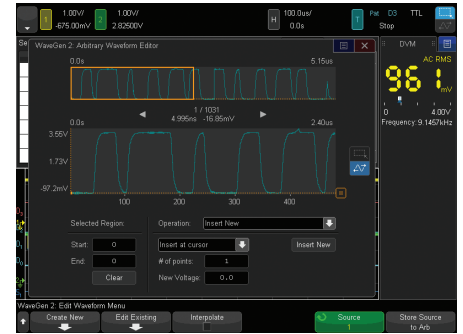 1 1.00V/ 2 1.00V/ H 100.0us/ T Pat D3 TTL
-675.00mV 2.82500V 0.0s Stop
WaveGen 2: Arbitrary Waveform Editor
DVM
0.0s 5.15us
AC RMS
961. mV
1 / 1031
4.995ns -16.85mV
0 4.00V
Frequency: 9.1457kHz
0.0s 2.40us
3.55V
1.73V
-97.2mV
100 200 300 400
Selected Region: Operation: Insert New
Start: 0 Insert at cursor Insert New
End: 0 # of points: 1
Clear New Voltage: 0.0
WaveGen 2: Edit Waveform Menu
Create New Edit Existing Interpolate Source Store Source
1 to Arb